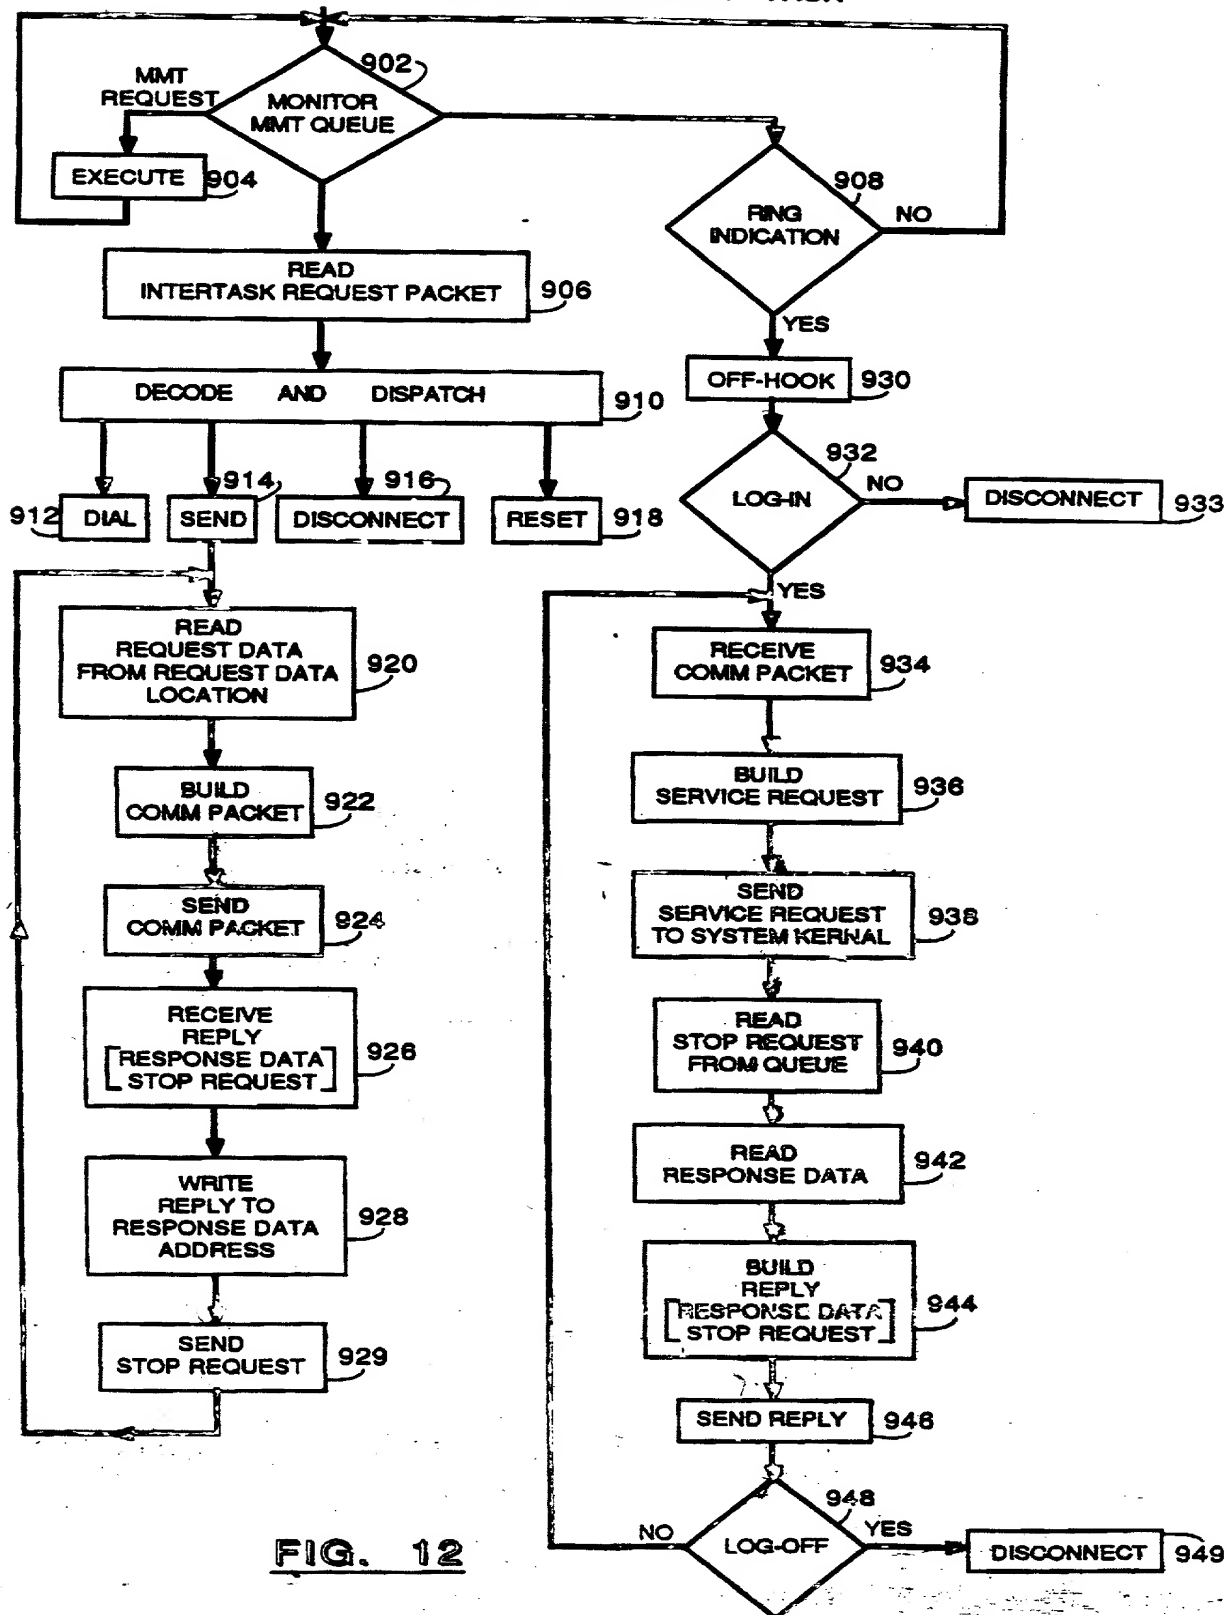 MMT
REQUEST
902
MONITOR
MMT QUEUE
EXECUTE
904
908
RING
INDICATION
NO
YES
READ
INTERTASK REQUEST PACKET
906
DECODE AND DISPATCH
910
OFF-HOOK
930
912
DIAL
914
SEND
916
DISCONNECT
RESET
918
932
LOG-IN
NO
DISCONNECT
933
YES
READ
REQUEST DATA
FROM REQUEST DATA
LOCATION
920
BUILD
COMM PACKET
922
SEND
COMM PACKET
924
RECEIVE
REPLY
[RESPONSE DATA
STOP REQUEST]
926
WRITE
REPLY TO
RESPONSE DATA
ADDRESS
928
SEND
STOP REQUEST
929
RECEIVE
COMM PACKET
934
BUILD
SERVICE REQUEST
936
SEND
SERVICE REQUEST
TO SYSTEM KERNAL
938
READ
STOP REQUEST
FROM QUEUE
940
READ
RESPONSE DATA
942
BUILD
REPLY
[RESPONSE DATA
STOP REQUEST]
944
SEND REPLY
946
948
LOG-OFF
NO
YES
DISCONNECT
949
FIG. 12